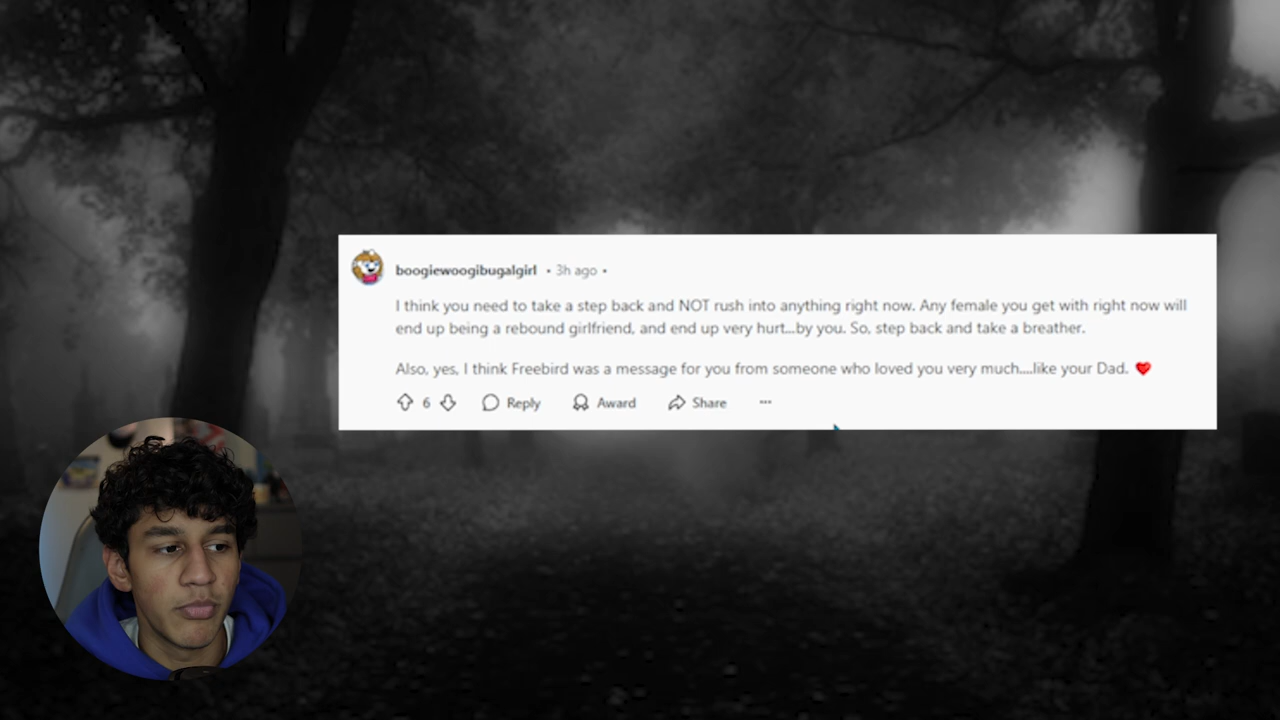 boogiewoogibugalgirl • 3h ago •
I think you need to take a step back and NOT rush into anything right now. Any female you get with right now will
end up being a rebound girlfriend, and end up very hurt...by you. So, step back and take a breather.
Also, yes, I think Freebird was a message for you from someone who loved you very much....like your Dad. ❤️
6 Reply Award Share ...